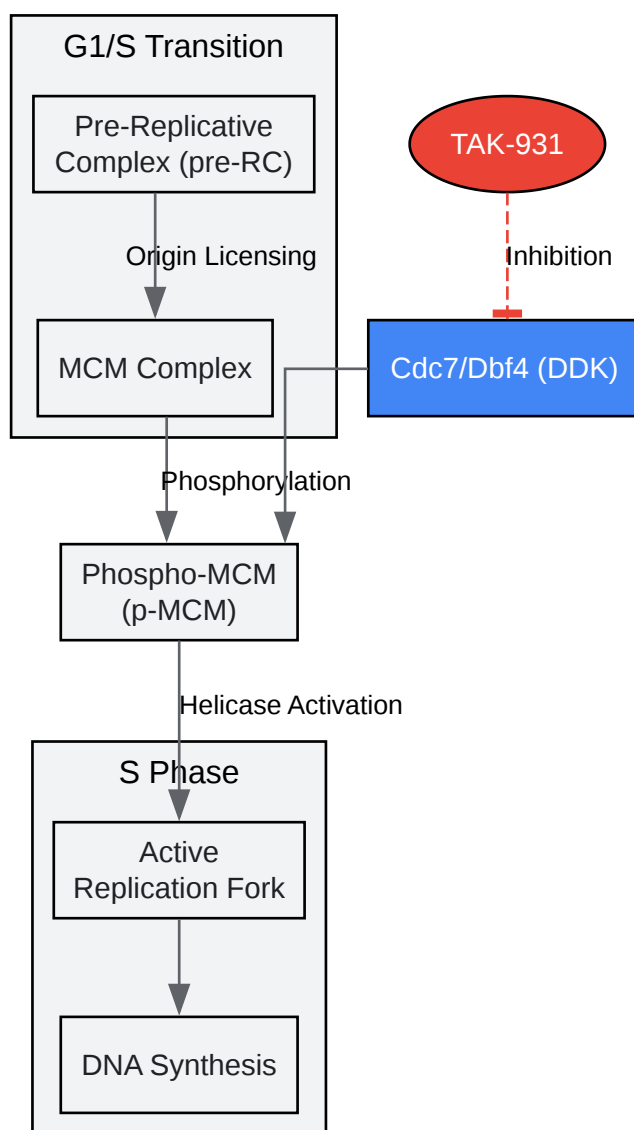 G1/S Transition
Pre-Replicative
Complex (pre-RC)
TAK-931
Origin Licensing
Inhibition
MCM Complex
Cdc7/Dbf4 (DDK)
Phosphorylation
Phospho-MCM
(p-MCM)
Helicase Activation
S Phase
Active
Replication Fork
DNA Synthesis